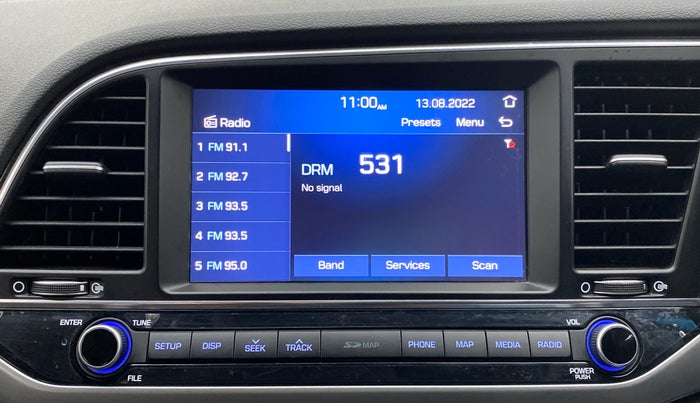 11:00AM 13.08.2022
Radio Presets Menu
1 FM 91.1
2 FM 92.7
3 FM 93.5
4 FM 93.5
5 FM 95.0
DRM 531
No signal
Band Services Scan
ENTER TUNE VOL
SETUP DISP SEEK TRACK SD MAP PHONE MAP MEDIA RADIO
FILE POWER
PUSH